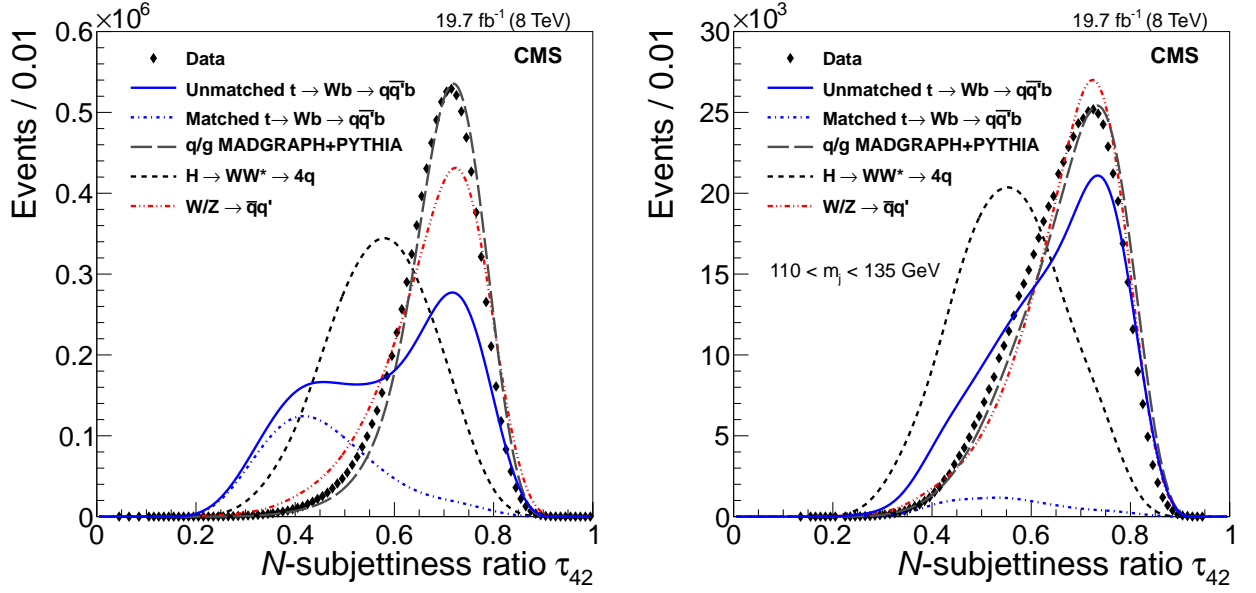 ×10⁶ 19.7 fb⁻¹ (8 TeV)
Events / 0.01
0.6
0.5
0.4
0.3
0.2
0.1
0
CMS
Data
Unmatched t → Wb → qq̅'b
Matched t → Wb → qq̅'b
q/g MADGRAPH+PYTHIA
H → WW* → 4q
W/Z → q̅q'
0 0.2 0.4 0.6 0.8 1
N-subjettiness ratio τ₄₂
×10³ 19.7 fb⁻¹ (8 TeV)
Events / 0.01
30
25
20
15
10
5
0
CMS
Data
Unmatched t → Wb → qq̅'b
Matched t → Wb → qq̅'b
q/g MADGRAPH+PYTHIA
H → WW* → 4q
W/Z → q̅q'
110 < mⱼ < 135 GeV
0 0.2 0.4 0.6 0.8 1
N-subjettiness ratio τ₄₂